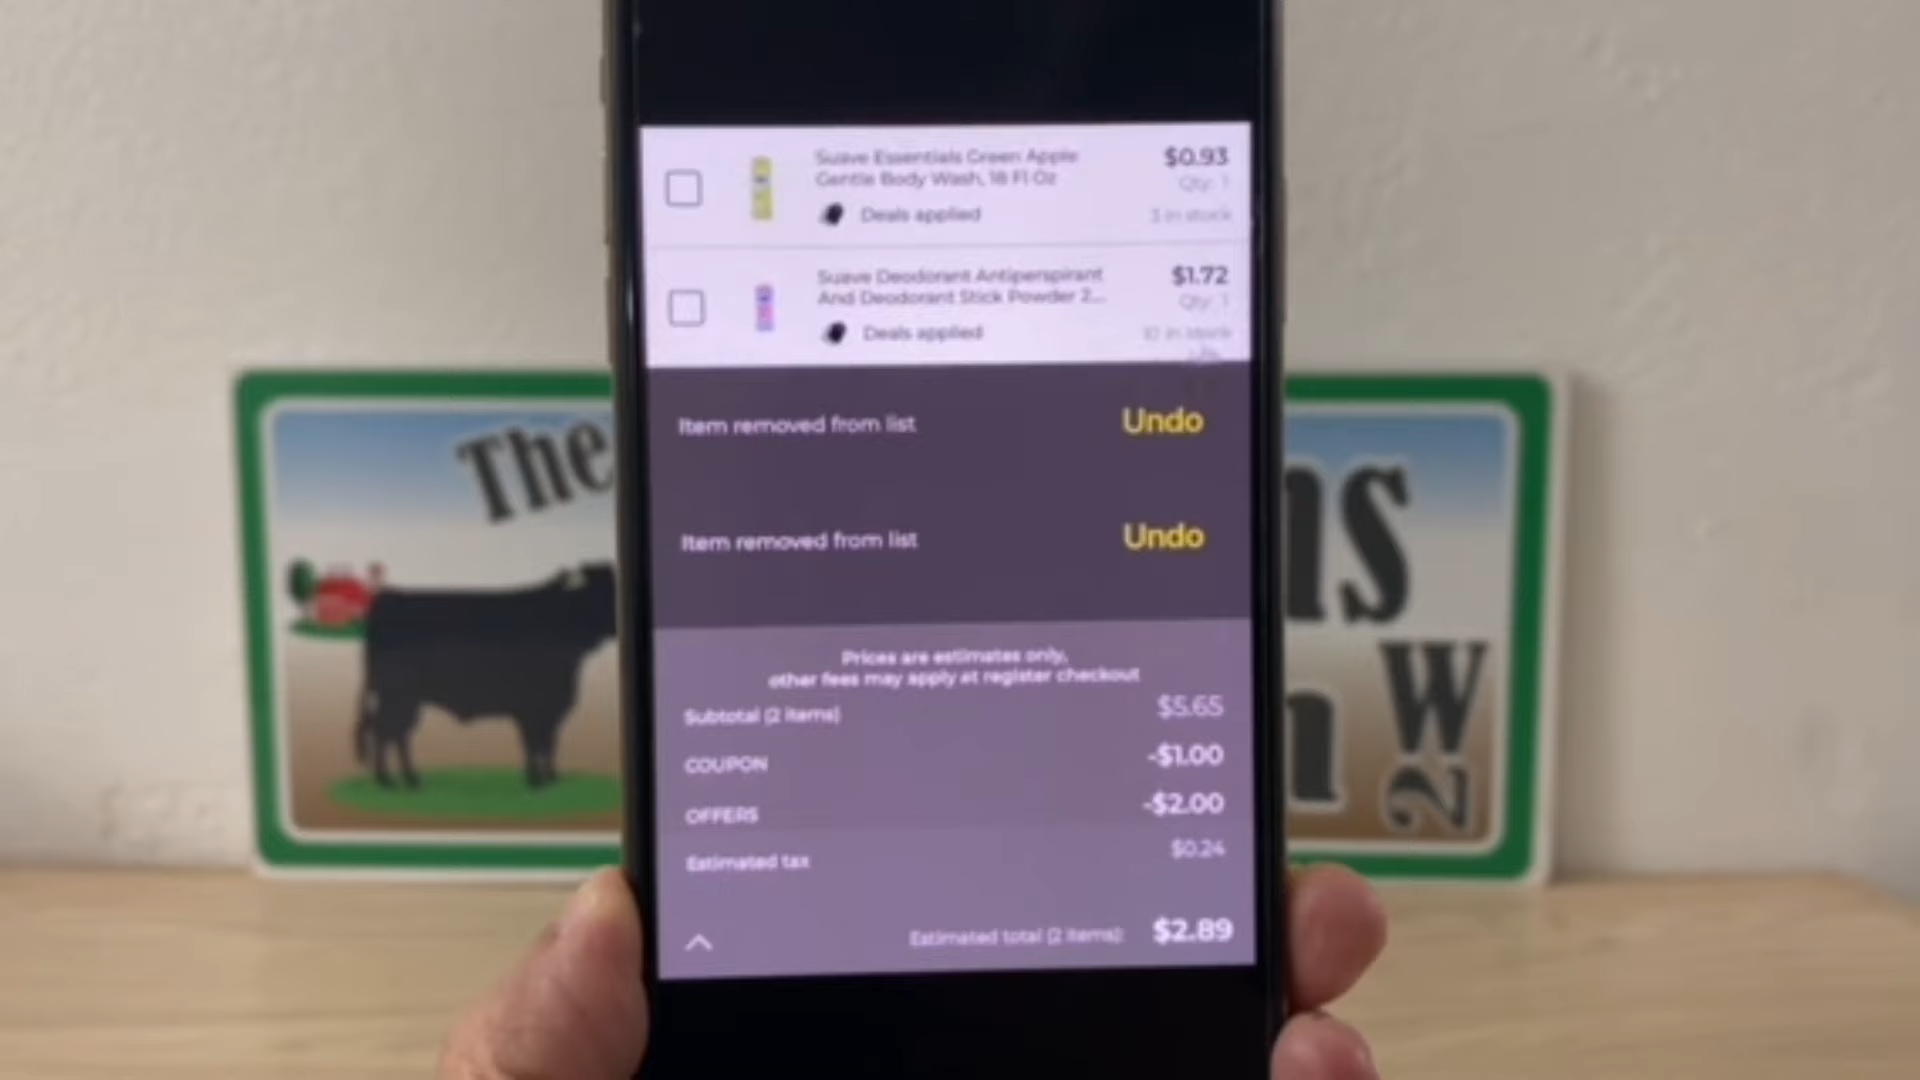 Suave Essentials Green Apple
Gentle Body Wash, 18 Fl Oz
$0.93
Qty: 1
Deals applied
3 in stock
Suave Deodorant Antiperspirant
And Deodorant Stick Powder 2...
$1.72
Qty: 1
Deals applied
10 in stock
Item removed from list
Undo
Item removed from list
Undo
Prices are estimates only,
other fees may apply at register checkout
Subtotal (2 items)
$5.65
COUPON
-$1.00
OFFERS
-$2.00
Estimated tax
$0.24
Estimated total (2 items):
$2.89
The
W2